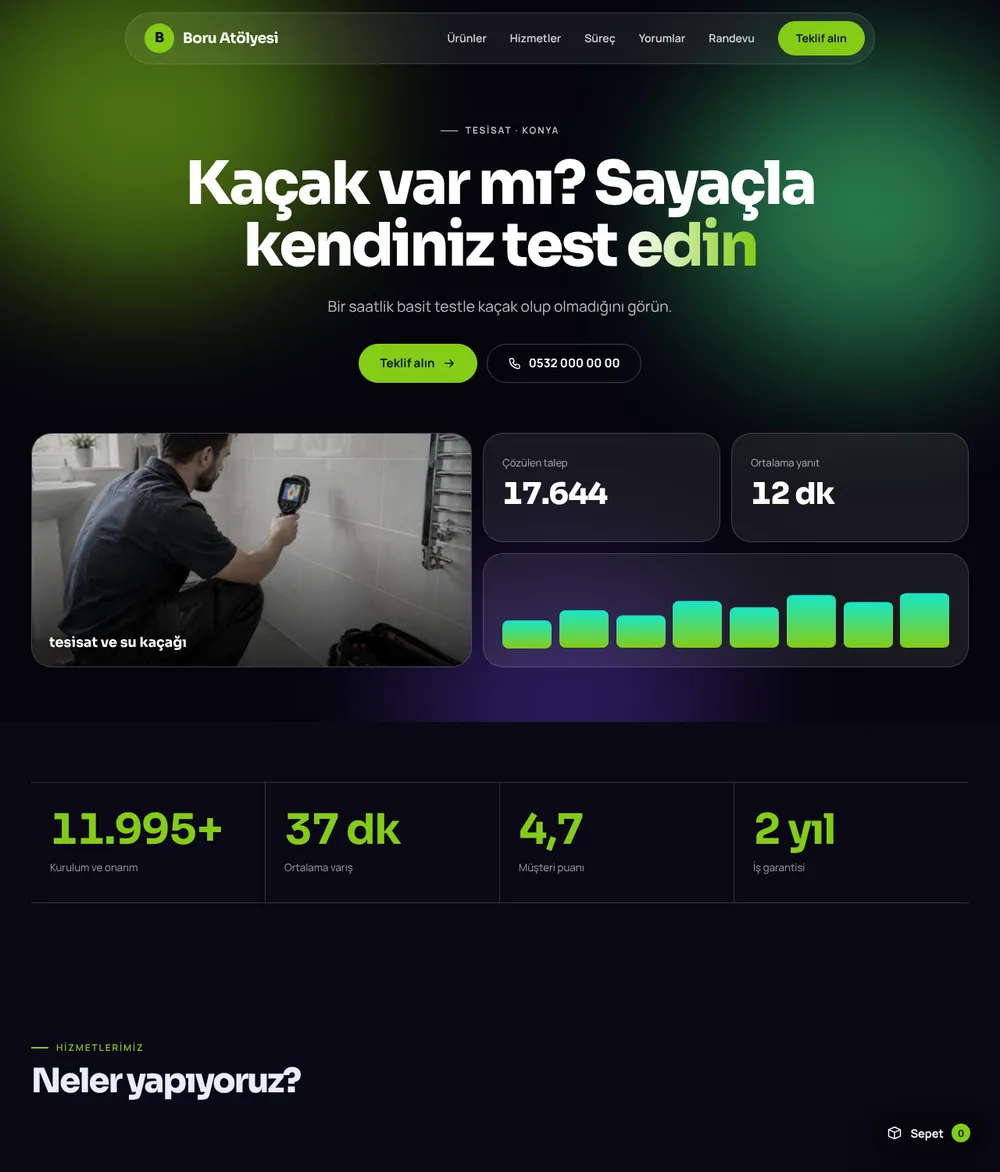 B Boru Atölyesi
Ürünler Hizmetler Süreç Yorumlar Randevu Teklif alın
TESİSAT · KONYA
Kaçak var mı? Sayaçla
kendiniz test edin
Bir saatlik basit testle kaçak olup olmadığını görün.
Teklif alın →
0532 000 00 00
tesisat ve su kaçağı
Çözülen talep
17.644
Ortalama yanıt
12 dk
11.995+
Kurulum ve onarım
37 dk
Ortalama varış
4,7
Müşteri puanı
2 yıl
İş garantisi
HİZMETLERİMİZ
Neler yapıyoruz?
Sepet 0